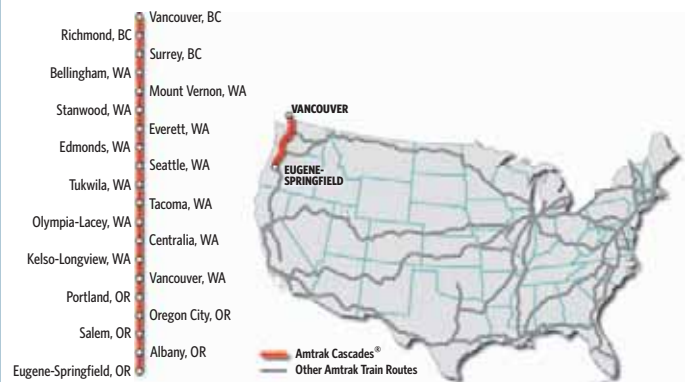 Vancouver, BC
Richmond, BC
Surrey, BC
Bellingham, WA
Mount Vernon, WA
Stanwood, WA
Everett, WA
Edmonds, WA
Seattle, WA
Tukwila, WA
Tacoma, WA
Olympia-Lacey, WA
Centralia, WA
Kelso-Longview, WA
Vancouver, WA
Portland, OR
Oregon City, OR
Salem, OR
Albany, OR
Eugene-Springfield, OR
VANCOUVER
EUGENE-
SPRINGFIELD
Amtrak Cascades®
Other Amtrak Train Routes